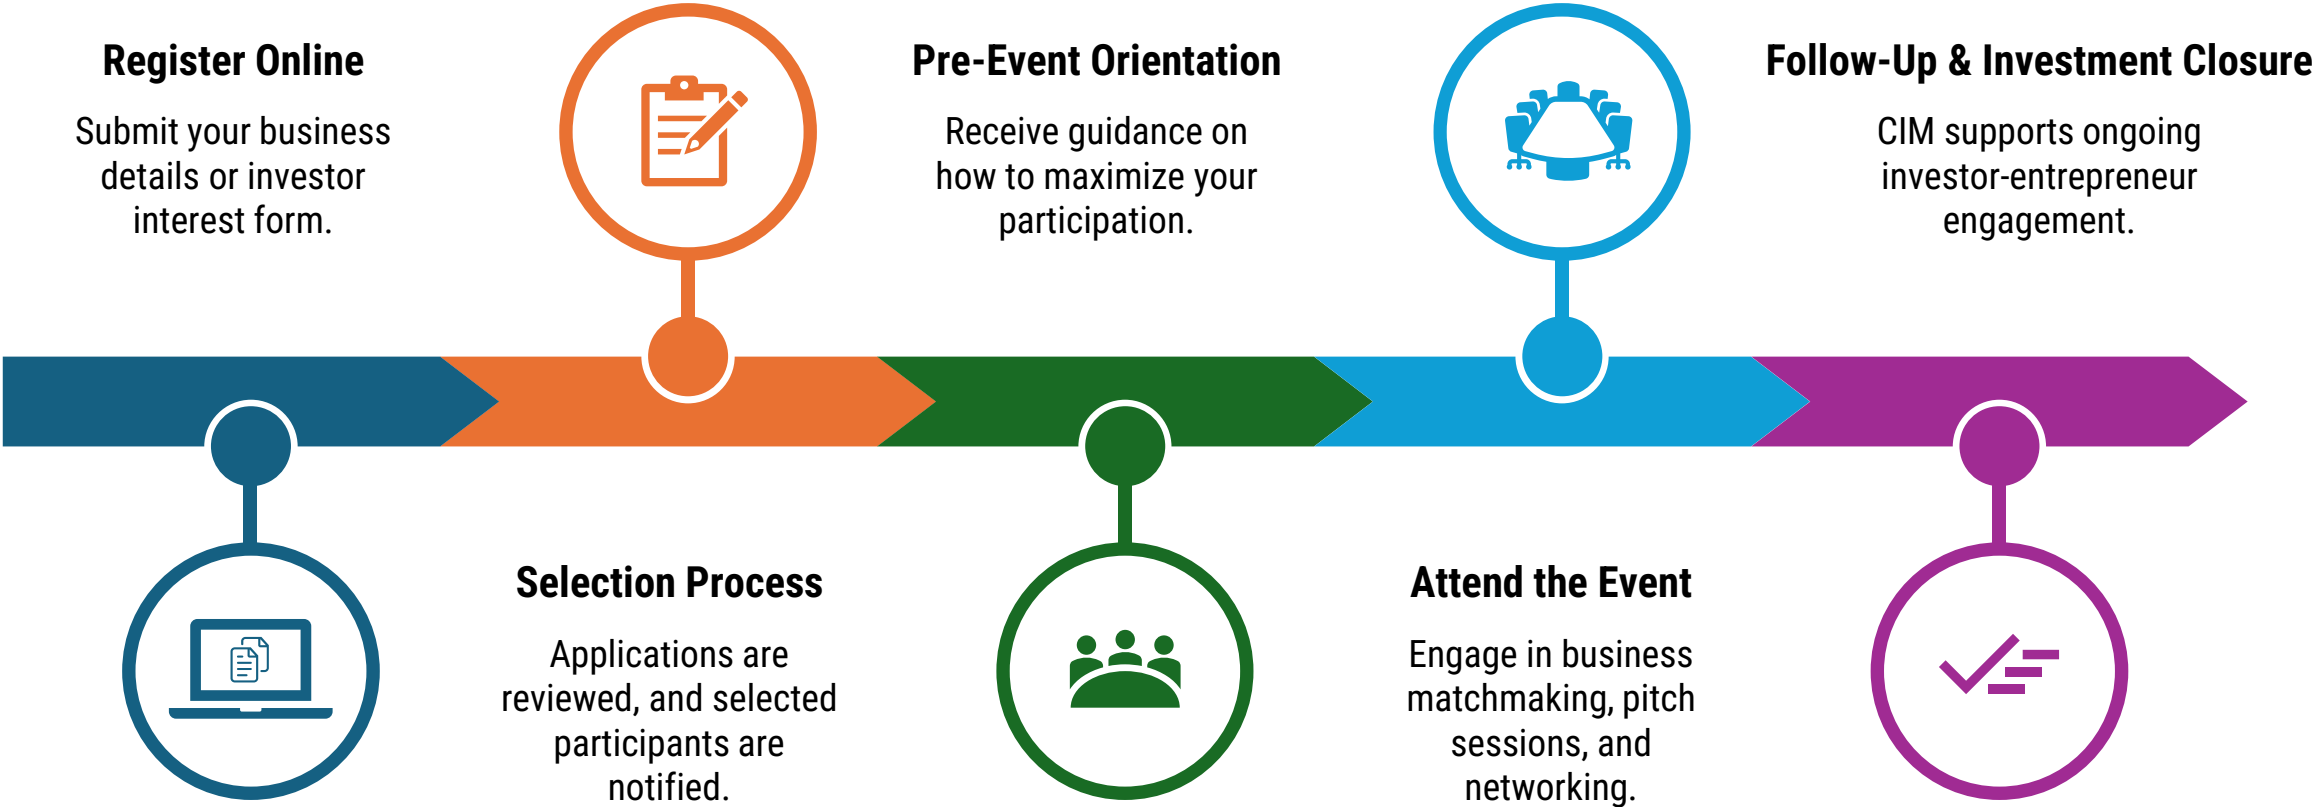 Register Online
Submit your business
details or investor
interest form.
Selection Process
Applications are
reviewed, and selected
participants are
notified.
Pre-Event Orientation
Receive guidance on
how to maximize your
participation.
Attend the Event
Engage in business
matchmaking, pitch
sessions, and
networking.
Follow-Up & Investment Closure
CIM supports ongoing
investor-entrepreneur
engagement.